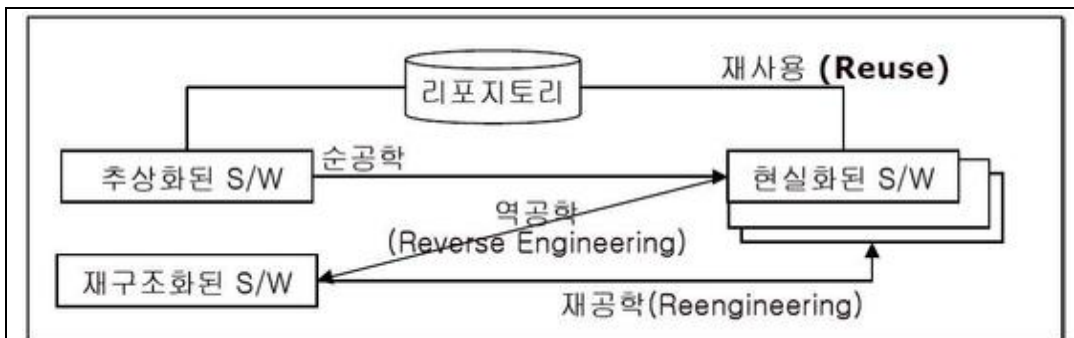 재사용 (Reuse)
리포지토리
순공학
추상화된 S/W
현실화된 S/W
역공학
(Reverse Engineering)
재구조화된 S/W
재공학(Reengineering)